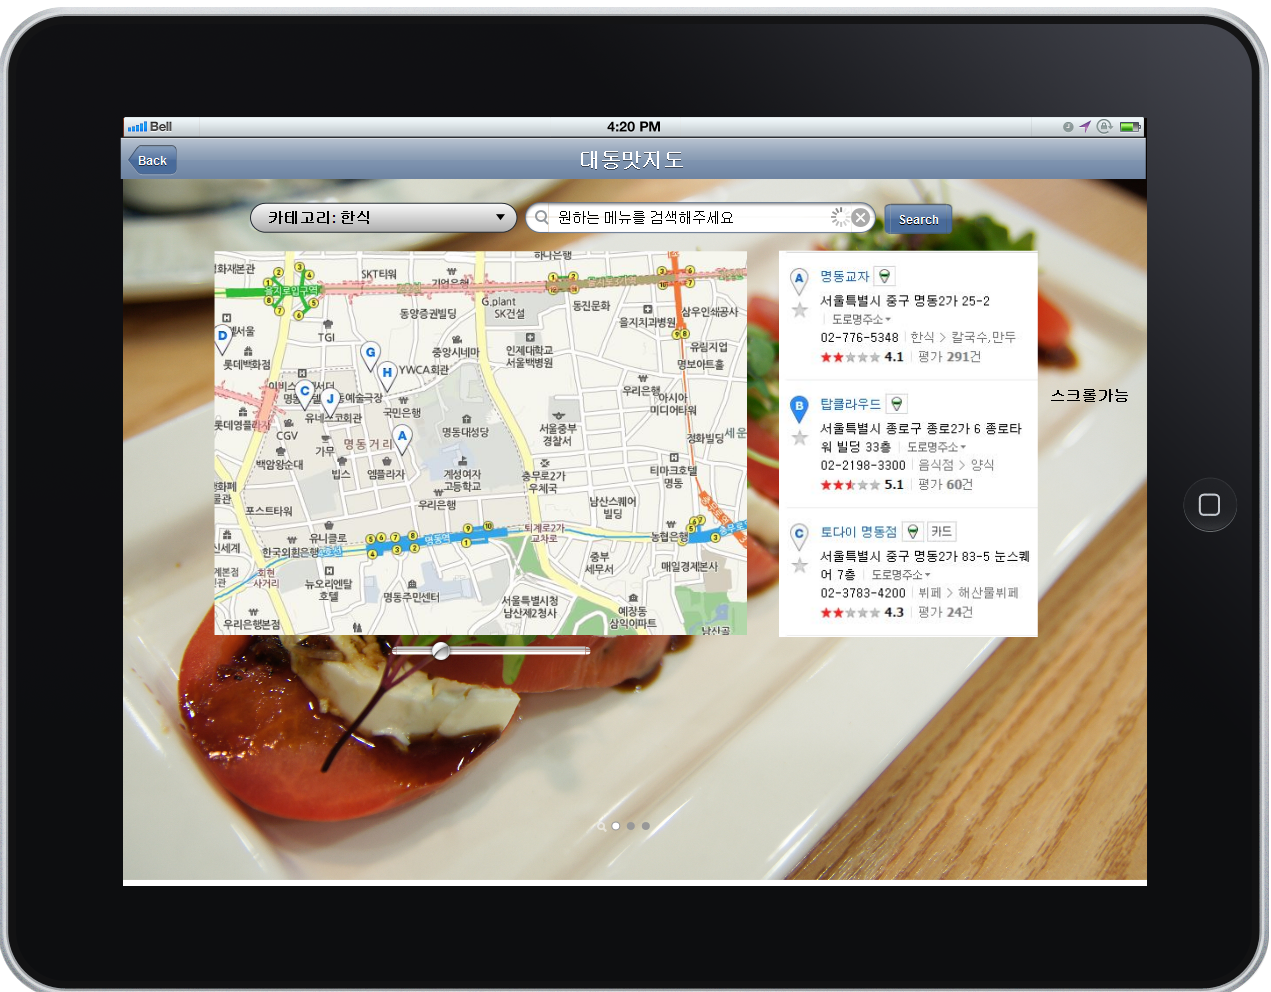 Bell
4:20 PM
Back
대동맛지도
카테고리: 한식
원하는 메뉴를 검색해주세요
Search
하나은행
화재본관
SKT타워
기업은행
을지로입구역
G.plant
SK건설
동진문화
동양증권빌딩
을지치과병원
삼우인쇄공사
D
TGI
롯데백화점
G
중앙시네마
인제대학교
서울백병원
유림지업
명보아트홀
H
YWCA회관
우리은행
아시아
미디어타워
C
J
동예술극장
유네스코회관
국민은행
롯데영플라자
CGV
A
명동대성당
서울중부
경찰서
정화빌딩
세운
명동거리
가무
백암왕순대
빕스
엠플라자
계성여자
고등학교
충무로2가
우체국
티마크호텔
명동
우리은행
남산스퀘어
빌딩
포스트타워
유니클로
명동역
퇴계로2가
교차로
농협은행
충무로
신세계
한국외환은행
회현
사거리
뉴오리엔탈
호텔
중부
세무서
매일경제본사
명동주민센터
서울특별시청
남산제2청사
예장동
삼익아파트
우리은행본점
남산골
A
명동교자
서울특별시 중구 명동2가 25-2
도로명주소
02-776-5348 한식 > 칼국수,만두
4.1 평가 291건
B
탑클라우드
서울특별시 종로구 종로2가 6 종로타
워 빌딩 33층 도로명주소
02-2198-3300 음식점 > 양식
5.1 평가 60건
C
토다이 명동점 카드
서울특별시 중구 명동2가 83-5 눈스퀘
어 7층 도로명주소
02-3783-4200 뷔페 > 해산물뷔페
4.3 평가 24건
스크롤가능